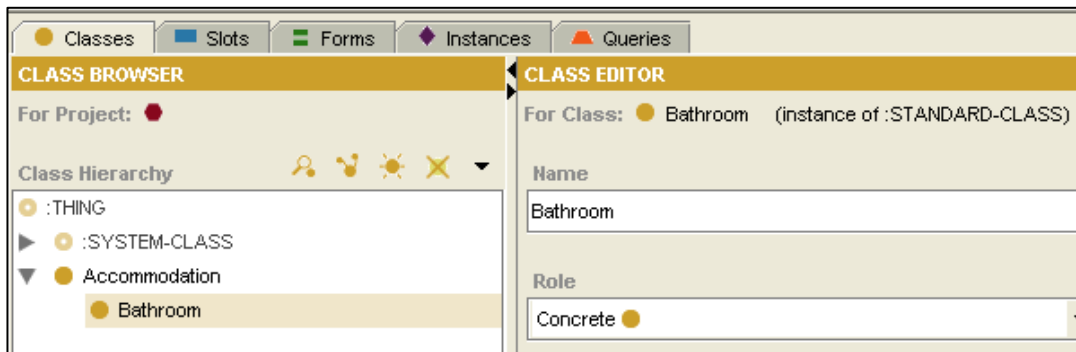 Classes Slots Forms Instances Queries
CLASS BROWSER
For Project:
Class Hierarchy
:THING
:SYSTEM-CLASS
Accommodation
Bathroom
CLASS EDITOR
For Class: Bathroom (instance of :STANDARD-CLASS)
Name
Bathroom
Role
Concrete